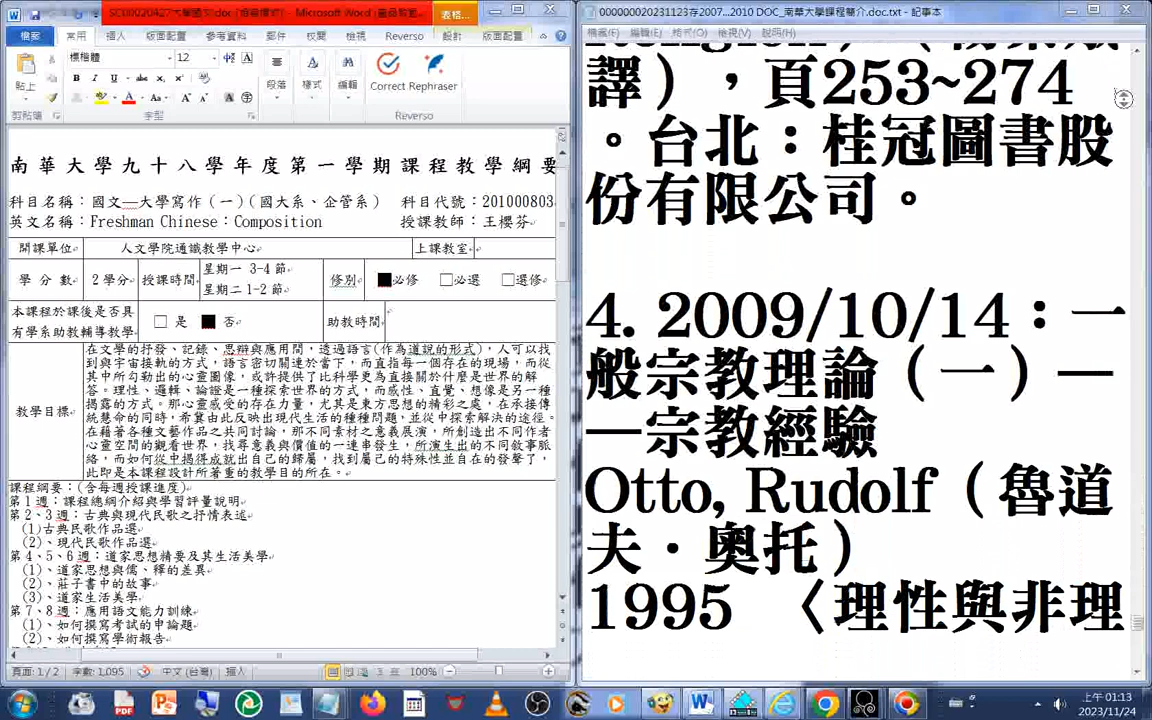 SC00020427大學國文.doc [相容模式] - Microsoft Word (產品啟動...
表格...
檔案
常用
插入
版面配置
參考資料
郵件
校閱
檢視
Reverso
設計
版面配置
標楷體
12
貼上
段落
樣式
編輯
Correct
Rephraser
剪貼簿
字型
Reverso
南華大學九十八學年度第一學期課程教學綱要
科目名稱：國文—大學寫作(一)(國大系、企管系) 科目代號：201000803
英文名稱：Freshman Chinese：Composition 授課教師：王櫻芬
開課單位 人文學院通識教學中心 上課教室
學分數 2學分 授課時間 星期一 3-4節 星期二1-2節 修別 ■必修 □必選 □選修
本課程於課後是否具有學系助教輔導教學 □ 是 ■ 否 助教時間
教學目標
在文學的抒發、記錄、思辯與應用間，透過語言(作為道說的形式)，人可以找
到與宇宙接軌的方式，語言密切關連於當下，而直指每一個存在的現場，而從
其中所勾勒出的心靈圖像，或許提供了比科學更為直接關於什麼是世界的解
答。理性、邏輯、論證是一種探索世界的方式，而感性、直覺、想像是另一種
揭露的方式。那心靈感受的存在力量，尤其是東方思想的精彩之處，在承接傳
統慧命的同時，希冀由此反映出現代生活的種種問題，並從中探索解決的途徑。
在藉著各種文藝作品之共同討論，那不同素材之意義展演，所創造出不同作者
心靈空間的觀看世界，找尋意義與價值的一連串發生，所演生出的不同敘事脈
絡，而如何從中揭得成就出自己的歸屬，找到屬己的特殊性並自在的發聲了，
此即是本課程設計所著重的教學目的所在。
課程綱要：(含每週授課進度)
第1週：課程總綱介紹與學習評量說明
第2、3週：古典與現代民歌之抒情表述
(1)古典民歌作品選
(2)、現代民歌作品選
第4、5、6週：道家思想精要及其生活美學
(1)、道家思想與儒、釋的差異
(2)、莊子書中的故事
(3)、道家生活美學
第7、8週：應用語文能力訓練
(1)、如何撰寫考試的申論題
(2)、如何撰寫學術報告
頁面: 1/2
字數: 1,095
中文 (台灣)
插入
100%
000000020231123存2007...2010 DOC_南華大學課程簡介.doc.txt - 記事本
檔案(F) 編輯(E) 格式(O) 檢視(V) 說明(H)
譯），頁253~274
。台北：桂冠圖書股
份有限公司。
4. 2009/10/14：一
般宗教理論（一）—
—宗教經驗
Otto, Rudolf（魯道
夫．奧托）
1995 〈理性與非理
上午 01:13
2023/11/24